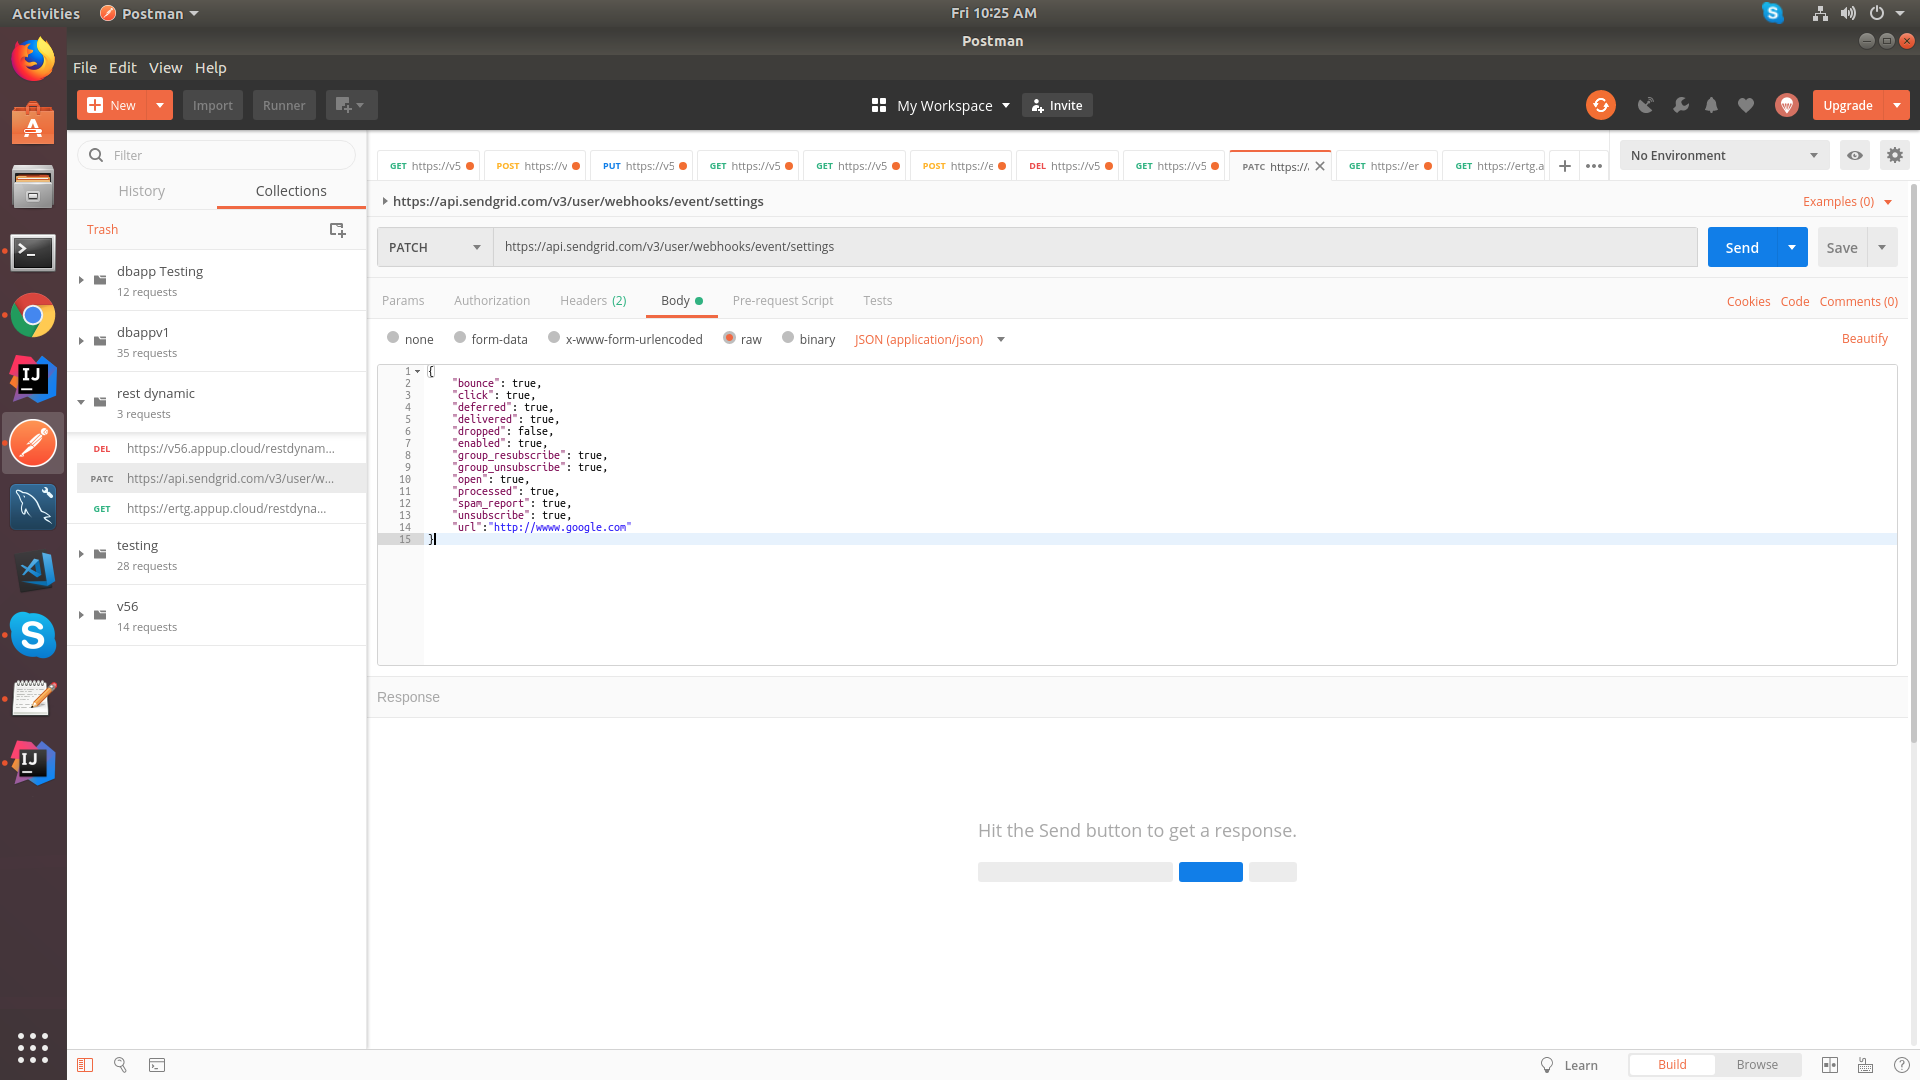 Activities
Postman
Fri 10:25 AM
Postman
File Edit View Help
New
Import
Runner
My Workspace
Invite
Upgrade
Filter
History
Collections
Trash
dbapp Testing
12 requests
dbappv1
35 requests
rest dynamic
3 requests
DEL https://v56.appup.cloud/restdynam...
PATC https://api.sendgrid.com/v3/user/w...
GET https://ertg.appup.cloud/restdyna...
testing
28 requests
v56
14 requests
GET https://v5
POST https://v
PUT https://v5
GET https://v5
GET https://v5
POST https://e
DEL https://v5
GET https://v5
PATC https://
GET https://er
GET https://ertg.a
No Environment
https://api.sendgrid.com/v3/user/webhooks/event/settings
Examples (0)
PATCH
https://api.sendgrid.com/v3/user/webhooks/event/settings
Send
Save
Params Authorization Headers (2) Body Pre-request Script Tests
Cookies Code Comments (0)
none form-data x-www-form-urlencoded raw binary JSON (application/json)
Beautify
1 {
2 "bounce": true,
3 "click": true,
4 "deferred": true,
5 "delivered": true,
6 "dropped": false,
7 "enabled": true,
8 "group_resubscribe": true,
9 "group_unsubscribe": true,
10 "open": true,
11 "processed": true,
12 "spam_report": true,
13 "unsubscribe": true,
14 "url":"http://wwww.google.com"
15 }
Response
Hit the Send button to get a response.
Learn
Build
Browse